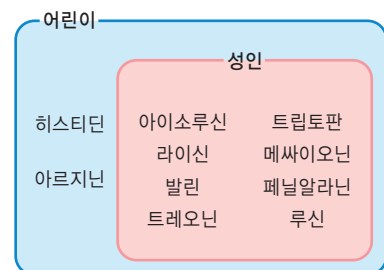 어린이
성인
히스티딘
아르지닌
아이소루신
라이신
발린
트레오닌
트립토판
메싸이오닌
페닐알라닌
루신